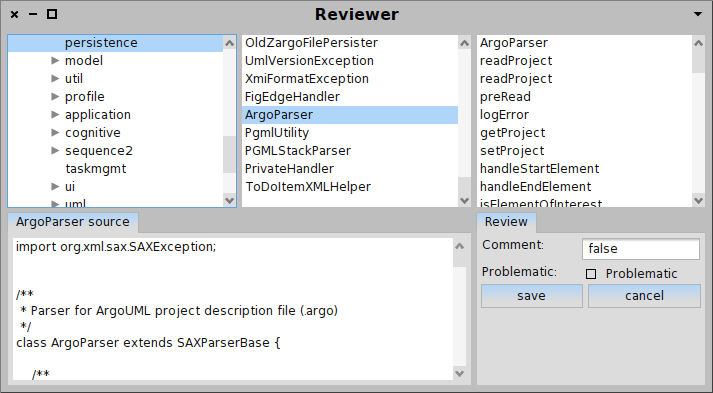 Reviewer
persistence
model
util
profile
application
cognitive
sequence2
taskmgmt
ui
uml
OldZargoFilePersister
UmlVersionException
XmiFormatException
FigEdgeHandler
ArgoParser
PgmlUtility
PGMLStackParser
PrivateHandler
ToDoItemXMLHelper
ArgoParser
readProject
readProject
preRead
logError
getProject
setProject
handleStartElement
handleEndElement
isElementOfInterest
ArgoParser source
import org.xml.sax.SAXException;
/**
* Parser for ArgoUML project description file (.argo)
*/
class ArgoParser extends SAXParserBase {
/**
Review
Comment: false
Problematic: Problematic
save cancel